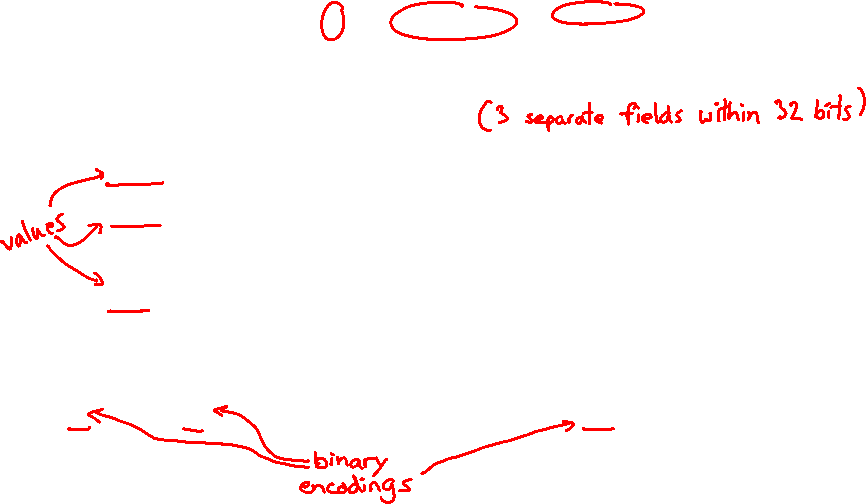 (3 separate fields within 32 bits)
values
binary
encodings